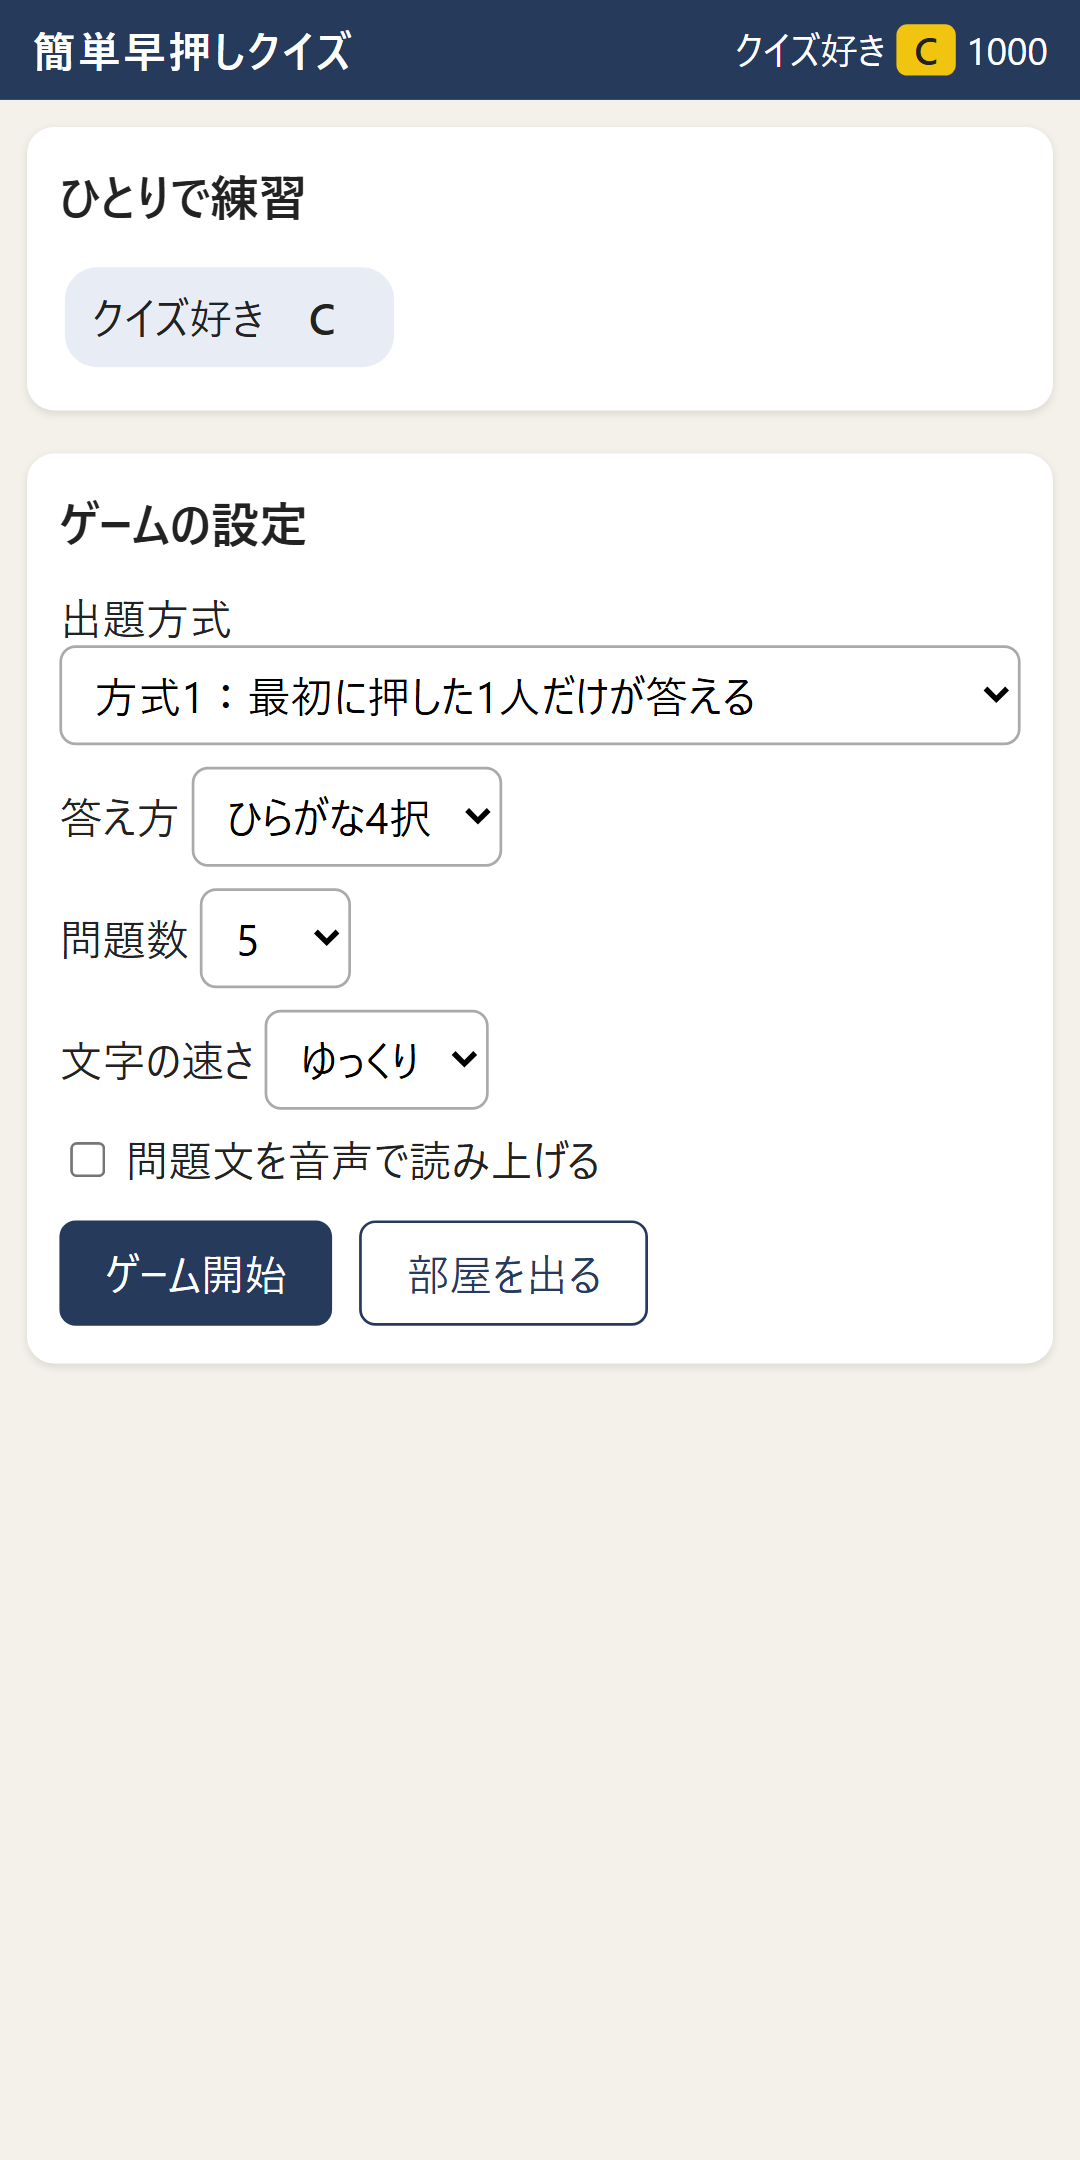 簡単早押しクイズ
クイズ好き C 1000
ひとりで練習
クイズ好き C
ゲームの設定
出題方式
方式1：最初に押した1人だけが答える
答え方 ひらがな4択
問題数 5
文字の速さ ゆっくり
問題文を音声で読み上げる
ゲーム開始 部屋を出る